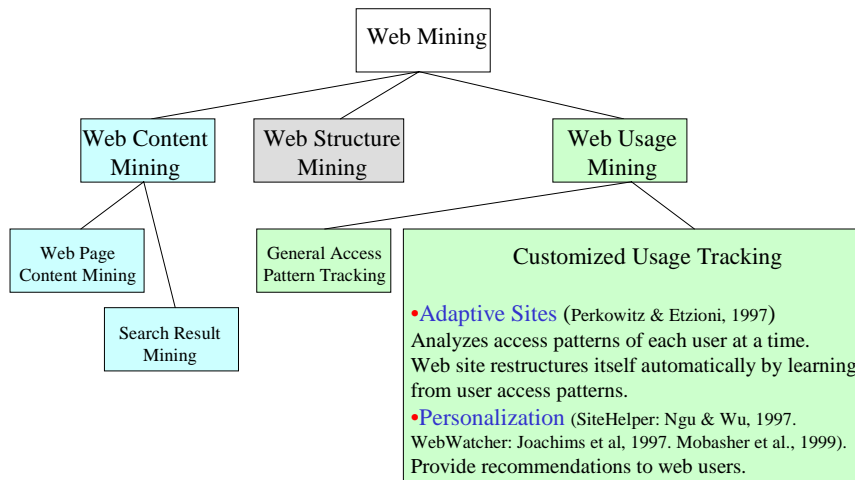 Web Mining
Web Content
Mining
Web Structure
Mining
Web Usage
Mining
Web Page
Content Mining
Search Result
Mining
General Access
Pattern Tracking
Customized Usage Tracking
•Adaptive Sites (Perkowitz & Etzioni, 1997)
Analyzes access patterns of each user at a time.
Web site restructures itself automatically by learning
from user access patterns.
•Personalization (SiteHelper: Ngu & Wu, 1997.
WebWatcher: Joachims et al, 1997. Mobasher et al., 1999).
Provide recommendations to web users.